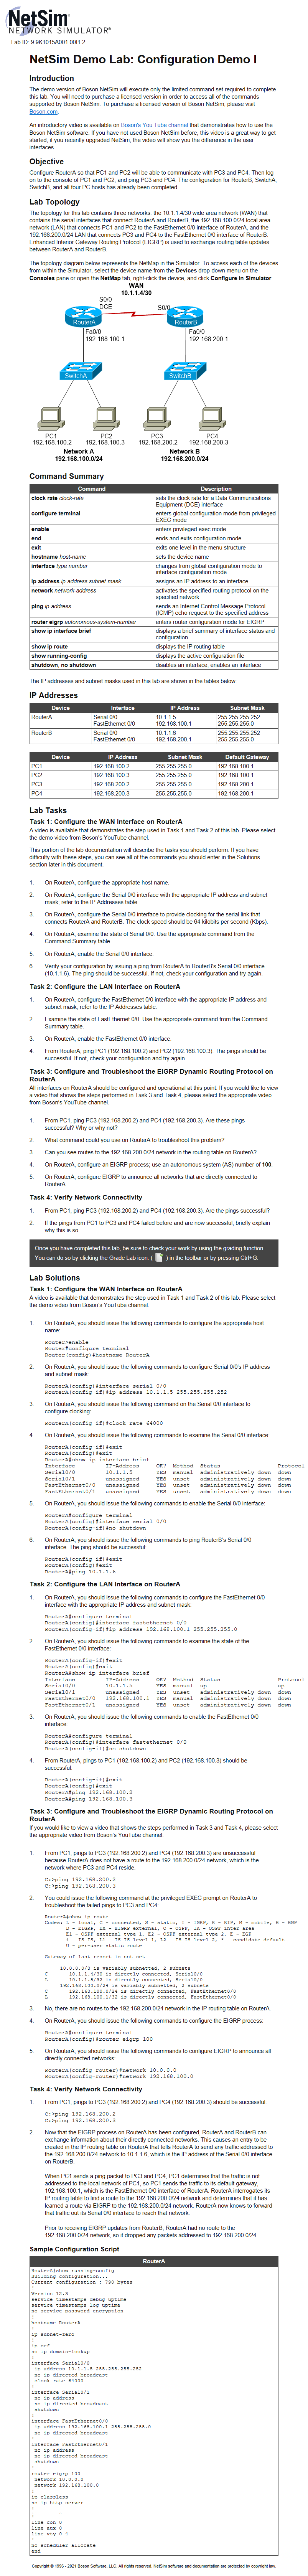 NetSim®
NETWORK SIMULATOR®
Lab ID: 9.9K1015A001.00I1.2
NetSim Demo Lab: Configuration Demo I
Introduction
The demo version of Boson NetSim will execute only the limited command set required to complete
this lab. You will need to purchase a licensed version in order to access all of the commands
supported by Boson NetSim. To purchase a licensed version of Boson NetSim, please visit
Boson.com.
An introductory video is available on Boson's You Tube channel that demonstrates how to use the
Boson NetSim software. If you have not used Boson NetSim before, this video is a great way to get
started; if you recently upgraded NetSim, the video will show you the difference in the user
interfaces.
Objective
Configure RouterA so that PC1 and PC2 will be able to communicate with PC3 and PC4. Then log
on to the console of PC1 and PC2, and ping PC3 and PC4. The configuration for RouterB, SwitchA,
SwitchB, and all four PC hosts has already been completed.
Lab Topology
The topology for this lab contains three networks: the 10.1.1.4/30 wide area network (WAN) that
contains the serial interfaces that connect RouterA and RouterB, the 192.168.100.0/24 local area
network (LAN) that connects PC1 and PC2 to the FastEthernet 0/0 interface of RouterA, and the
192.168.200.0/24 LAN that connects PC3 and PC4 to the FastEthernet 0/0 interface of RouterB.
Enhanced Interior Gateway Routing Protocol (EIGRP) is used to exchange routing table updates
between RouterA and RouterB.
The topology diagram below represents the NetMap in the Simulator. To access each of the devices
from within the Simulator, select the device name from the Devices drop-down menu on the
Consoles pane or open the NetMap tab, right-click the device, and click Configure in Simulator
WAN
10.1.1.4/30
S0/0
DCE
S0/0
RouterA
RouterB
Fa0/0
192.168.100.1
Fa0/0
192.168.200.1
SwitchA
SwitchB
PC1
192.168.100.2
PC2
192.168.100.3
PC3
192.168.200.2
PC4
192.168.200.3
Network A
192.168.100.0/24
Network B
192.168.200.0/24
Command Summary
Command Description
clock rate clock-rate sets the clock rate for a Data Communications
Equipment (DCE) interface
configure terminal enters global configuration mode from privileged
EXEC mode
enable enters privileged exec mode
end ends and exits configuration mode
exit exits one level in the menu structure
hostname host-name sets the device name
interface type number changes from global configuration mode to
interface configuration mode
ip address ip-address subnet-mask assigns an IP address to an interface
network network-address activates the specified routing protocol on the
specified network
ping ip-address sends an Internet Control Message Protocol
(ICMP) echo request to the specified address
router eigrp autonomous-system-number enters router configuration mode for EIGRP
show ip interface brief displays a brief summary of interface status and
configuration
show ip route displays the IP routing table
show running-config displays the active configuration file
shutdown; no shutdown disables an interface; enables an interface
The IP addresses and subnet masks used in this lab are shown in the tables below:
IP Addresses
Device Interface IP Address Subnet Mask
RouterA Serial 0/0 10.1.1.5 255.255.255.252
FastEthernet 0/0 192.168.100.1 255.255.255.0
RouterB Serial 0/0 10.1.1.6 255.255.255.252
FastEthernet 0/0 192.168.200.1 255.255.255.0
Device IP Address Subnet Mask Default Gateway
PC1 192.168.100.2 255.255.255.0 192.168.100.1
PC2 192.168.100.3 255.255.255.0 192.168.100.1
PC3 192.168.200.2 255.255.255.0 192.168.200.1
PC4 192.168.200.3 255.255.255.0 192.168.200.1
Lab Tasks
Task 1: Configure the WAN Interface on RouterA
A video is available that demonstrates the step used in Task 1 and Task 2 of this lab. Please select
the demo video from Boson's YouTube channel.
This portion of the lab documentation will describe the tasks you should perform. If you have
difficulty with these steps, you can see all of the commands you should enter in the Solutions
section later in this document.
1. On RouterA, configure the appropriate host name.
2. On RouterA, configure the Serial 0/0 interface with the appropriate IP address and subnet
mask; refer to the IP Addresses table.
3. On RouterA, configure the Serial 0/0 interface to provide clocking for the serial link that
connects RouterA and RouterB. The clock speed should be 64 kilobits per second (Kbps).
4. On RouterA, examine the state of Serial 0/0. Use the appropriate command from the
Command Summary table.
5. On RouterA, enable the Serial 0/0 interface.
6. Verify your configuration by issuing a ping from RouterA to RouterB's Serial 0/0 interface
(10.1.1.6). The ping should be successful. If not, check your configuration and try again.
Task 2: Configure the LAN Interface on RouterA
1. On RouterA, configure the FastEthernet 0/0 interface with the appropriate IP address and
subnet mask; refer to the IP Addresses table.
2. Examine the state of FastEthernet 0/0. Use the appropriate command from the Command
Summary table.
3. On RouterA, enable the FastEthernet 0/0 interface.
4. From RouterA, ping PC1 (192.168.100.2) and PC2 (192.168.100.3). The pings should be
successful. If not, check your configuration and try again.
Task 3: Configure and Troubleshoot the EIGRP Dynamic Routing Protocol on
RouterA
All interfaces on RouterA should be configured and operational at this point. If you would like to view
a video that shows the steps performed in Task 3 and Task 4, please select the appropriate video
from Boson's YouTube channel.
1. From PC1, ping PC3 (192.168.200.2) and PC4 (192.168.200.3). Are these pings
successful? Why or why not?
2. What command could you use on RouterA to troubleshoot this problem?
3. Can you see routes to the 192.168.200.0/24 network in the routing table on RouterA?
4. On RouterA, configure an EIGRP process; use an autonomous system (AS) number of 100
5. On RouterA, configure EIGRP to announce all networks that are directly connected to
RouterA.
Task 4: Verify Network Connectivity
1. From PC1, ping PC3 (192.168.200.2) and PC4 (192.168.200.3). Are the pings successful?
2. If the pings from PC1 to PC3 and PC4 failed before and are now successful, briefly explain
why this is so.
Once you have completed this lab, be sure to check your work by using the grading function.
You can do so by clicking the Grade Lab icon ( ) in the toolbar or by pressing Ctrl+G.
Lab Solutions
Task 1: Configure the WAN Interface on RouterA
A video is available that demonstrates the step used in Task 1 and Task 2 of this lab. Please select
the demo video from Boson's YouTube channel.
1. On RouterA, you should issue the following commands to configure the appropriate host
name:
Router>enable
Router#configure terminal
Router(config)#hostname RouterA
2. On RouterA, you should issue the following commands to configure Serial 0/0's IP address
and subnet mask:
RouterA(config)#interface serial 0/0
RouterA(config-if)#ip address 10.1.1.5 255.255.255.252
3. On RouterA, you should issue the following command on the Serial 0/0 interface to
configure clocking:
RouterA(config-if)#clock rate 64000
4. On RouterA, you should issue the following commands to examine the Serial 0/0 interface:
RouterA(config-if)#exit
RouterA(config)#exit
RouterA#show ip interface brief
Interface IP-Address OK? Method Status Protocol
Serial0/0 10.1.1.5 YES manual administratively down down
Serial0/1 unassigned YES unset administratively down down
FastEthernet0/0 unassigned YES unset administratively down down
FastEthernet0/1 unassigned YES unset administratively down down
5. On RouterA, you should issue the following commands to enable the Serial 0/0 interface:
RouterA#configure terminal
RouterA(config)#interface serial 0/0
RouterA(config-if)#no shutdown
6. On RouterA, you should issue the following commands to ping RouterB's Serial 0/0
interface. The ping should be successful:
RouterA(config-if)#exit
RouterA(config)#exit
RouterA#ping 10.1.1.6
Task 2: Configure the LAN Interface on RouterA
1. On RouterA, you should issue the following commands to configure the FastEthernet 0/0
interface with the appropriate IP address and subnet mask:
RouterA#configure terminal
RouterA(config)#interface fastethernet 0/0
RouterA(config-if)#ip address 192.168.100.1 255.255.255.0
2. On RouterA, you should issue the following commands to examine the state of the
FastEthernet 0/0 interface:
RouterA(config-if)#exit
RouterA(config)#exit
RouterA#show ip interface brief
Interface IP-Address OK? Method Status Protocol
Serial0/0 10.1.1.5 YES manual up up
Serial0/1 unassigned YES unset administratively down down
FastEthernet0/0 192.168.100.1 YES manual administratively down down
FastEthernet0/1 unassigned YES unset administratively down down
3. On RouterA, you should issue the following commands to enable the FastEthernet 0/0
interface:
RouterA#configure terminal
RouterA(config)#interface fastethernet 0/0
RouterA(config-if)#no shutdown
4. From RouterA, pings to PC1 (192.168.100.2) and PC2 (192.168.100.3) should be
successful:
RouterA(config-if)#exit
RouterA(config)#exit
RouterA#ping 192.168.100.2
RouterA#ping 192.168.100.3
Task 3: Configure and Troubleshoot the EIGRP Dynamic Routing Protocol on
RouterA
If you would like to view a video that shows the steps performed in Task 3 and Task 4, please select
the appropriate video from Boson's YouTube channel.
1. From PC1, pings to PC3 (192.168.200.2) and PC4 (192.168.200.3) are unsuccessful
because RouterA does not have a route to the 192.168.200.0/24 network, which is the
network where PC3 and PC4 reside.
C:>ping 192.168.200.2
C:>ping 192.168.200.3
2. You could issue the following command at the privileged EXEC prompt on RouterA to
troubleshoot the failed pings to PC3 and PC4:
RouterA#show ip route
Codes: L - local, C - connected, S - static, I - IGRP, R - RIP, M - mobile, B - BGP
D - EIGRP, EX - EIGRP external, O - OSPF, IA - OSPF inter area
E1 - OSPF external type 1, E2 - OSPF external type 2, E - EGP
i - IS-IS, L1 - IS-IS level-1, L2 - IS-IS level-2, * - candidate default
U - per-user static route
Gateway of last resort is not set
10.0.0.0/8 is variably subnetted, 2 subnets
C 10.1.1.4/30 is directly connected, Serial0/0
L 10.1.1.5/32 is directly connected, Serial0/0
192.168.100.0/24 is variably subnetted, 2 subnets
C 192.168.100.0/24 is directly connected, FastEthernet0/0
L 192.168.100.1/32 is directly connected, FastEthernet0/0
3. No, there are no routes to the 192.168.200.0/24 network in the IP routing table on RouterA.
4. On RouterA, you should issue the following commands to configure the EIGRP process:
RouterA#configure terminal
RouterA(config)#router eigrp 100
5. On RouterA, you should issue the following commands to configure EIGRP to announce all
directly connected networks:
RouterA(config-router)#network 10.0.0.0
RouterA(config-router)#network 192.168.100.0
Task 4: Verify Network Connectivity
1. From PC1, pings to PC3 (192.168.200.2) and PC4 (192.168.200.3) should be successful:
C:>ping 192.168.200.2
C:>ping 192.168.200.3
2. Now that the EIGRP process on RouterA has been configured, RouterA and RouterB can
exchange information about their directly connected networks. This causes an entry to be
created in the IP routing table on RouterA that tells RouterA to send any traffic addressed to
the 192.168.200.0/24 network to 10.1.1.6, which is the IP address of the Serial 0/0 interface
on RouterB.
When PC1 sends a ping packet to PC3 and PC4, PC1 determines that the traffic is not
addressed to the local network of PC1, so PC1 sends the traffic to its default gateway,
192.168.100.1, which is the FastEthernet 0/0 interface of RouterA. RouterA interrogates its
IP routing table to find a route to the 192.168.200.0/24 network and determines that it has
learned a route via EIGRP to the 192.168.200.0/24 network. RouterA now knows to forward
that traffic out its Serial 0/0 interface to reach that network.
Prior to receiving EIGRP updates from RouterB, RouterA had no route to the
192.168.200.0/24 network, so it dropped any packets addressed to 192.168.200.0/24.
Sample Configuration Script
RouterA
RouterA#show running-config
Building configuration...
Current configuration : 790 bytes
!
Version 12.3
service timestamps debug uptime
service timestamps log uptime
no service password-encryption
!
hostname RouterA
!
ip subnet-zero
!
ip cef
no ip domain-lookup
!
interface Serial0/0
ip address 10.1.1.5 255.255.255.252
no ip directed-broadcast
clock rate 64000
!
interface Serial0/1
no ip address
no ip directed-broadcast
shutdown
!
interface FastEthernet0/0
ip address 192.168.100.1 255.255.255.0
no ip directed-broadcast
!
interface FastEthernet0/1
no ip address
no ip directed-broadcast
shutdown
!
router eigrp 100
network 10.0.0.0
network 192.168.100.0
!
ip classless
no ip http server
!
!
line con 0
line aux 0
line vty 0 4
!
no scheduler allocate
end
Copyright © 1996 - 2021 Boson Software, LLC. All rights reserved. NetSim software and documentation are protected by copyright law.